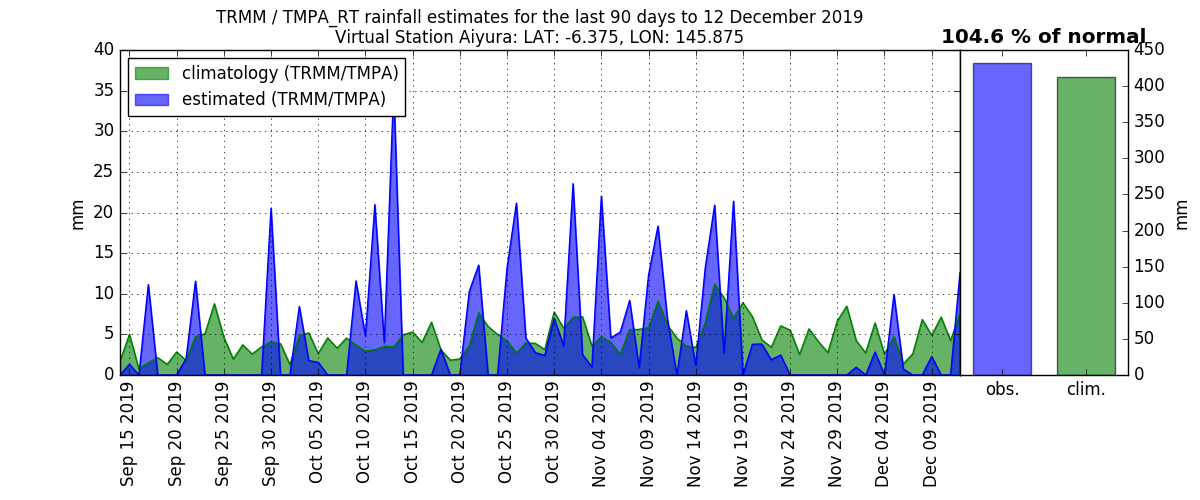 TRMM / TMPA_RT rainfall estimates for the last 90 days to 12 December 2019
Virtual Station Aiyura: LAT: -6.375, LON: 145.875
104.6 % of normal
climatology (TRMM/TMPA)
estimated (TRMM/TMPA)
40
35
30
25
20
15
10
5
0
mm
Sep 15 2019
Sep 20 2019
Sep 25 2019
Sep 30 2019
Oct 05 2019
Oct 10 2019
Oct 15 2019
Oct 20 2019
Oct 25 2019
Oct 30 2019
Nov 04 2019
Nov 09 2019
Nov 14 2019
Nov 19 2019
Nov 24 2019
Nov 29 2019
Dec 04 2019
Dec 09 2019
obs.
clim.
450
400
350
300
250
200
150
100
50
0
mm